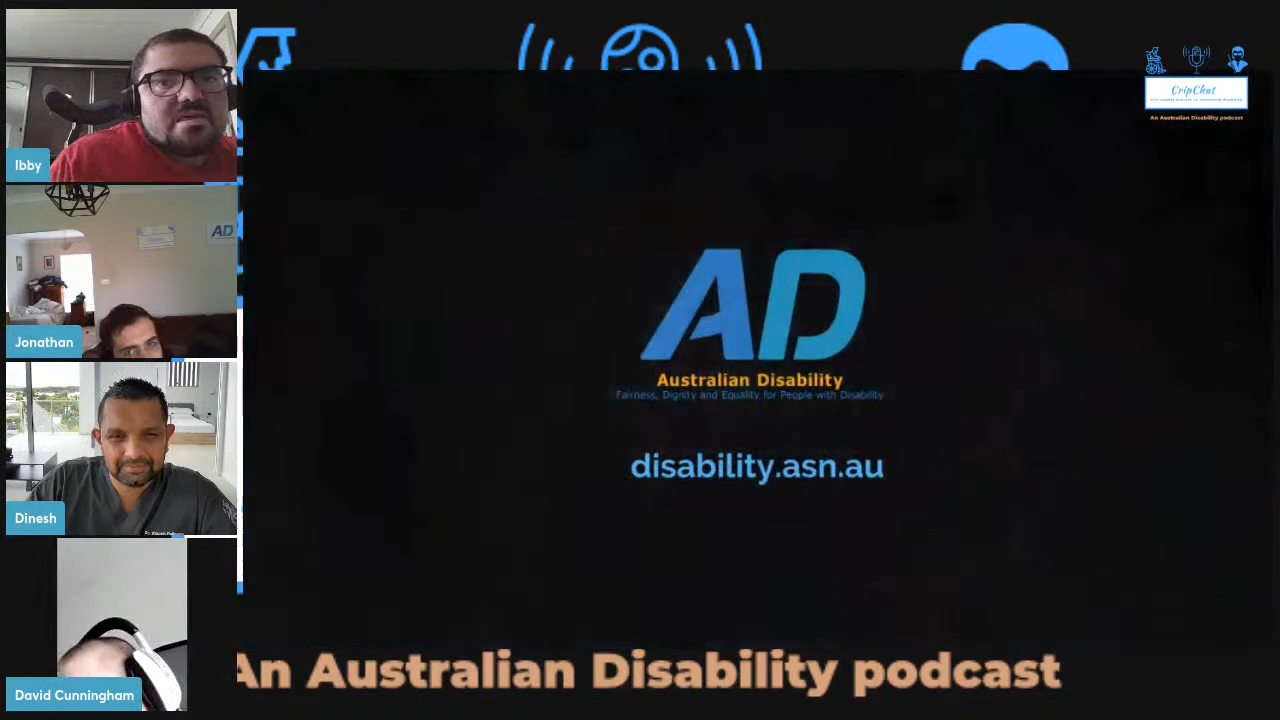 Ibby
AD
Jonathan
Dinesh
David Cunningham
AD
Australian Disability
Fairness, Dignity and Equality for People with Disability
disability.asn.au
An Australian Disability podcast
CripChat
An Australian Disability podcast